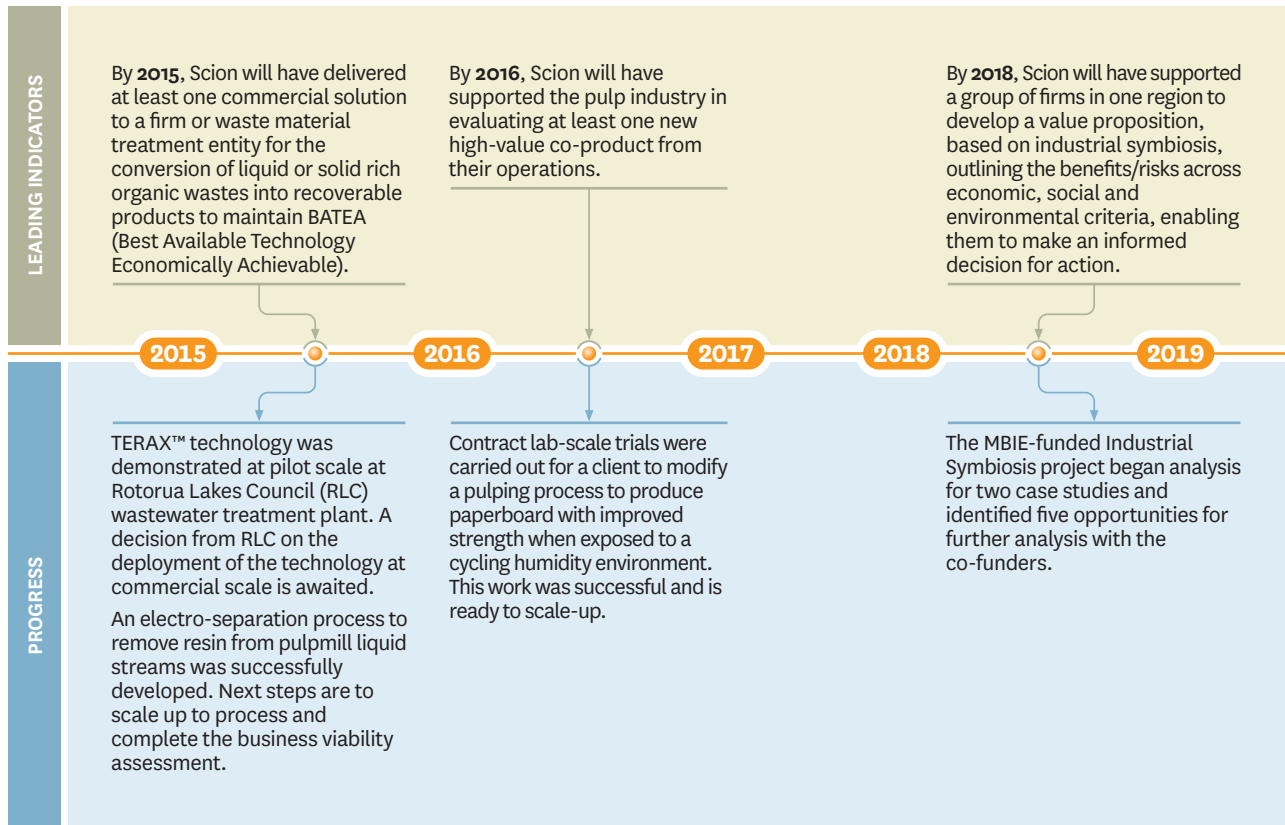 LEADING INDICATORS
By 2015, Scion will have delivered
at least one commercial solution
to a firm or waste material
treatment entity for the
conversion of liquid or solid rich
organic wastes into recoverable
products to maintain BATEA
(Best Available Technology
Economically Achievable).
By 2016, Scion will have
supported the pulp industry in
evaluating at least one new
high-value co-product from
their operations.
By 2018, Scion will have supported
a group of firms in one region to
develop a value proposition,
based on industrial symbiosis,
outlining the benefits/risks across
economic, social and
environmental criteria, enabling
them to make an informed
decision for action.
2015
2016
2017
2018
2019
PROGRESS
TERAX™ technology was
demonstrated at pilot scale at
Rotorua Lakes Council (RLC)
wastewater treatment plant. A
decision from RLC on the
deployment of the technology at
commercial scale is awaited.
An electro-separation process to
remove resin from pulpmill liquid
streams was successfully
developed. Next steps are to
scale up to process and
complete the business viability
assessment.
Contract lab-scale trials were
carried out for a client to modify
a pulping process to produce
paperboard with improved
strength when exposed to a
cycling humidity environment.
This work was successful and is
ready to scale-up.
The MBIE-funded Industrial
Symbiosis project began analysis
for two case studies and
identified five opportunities for
further analysis with the
co-funders.